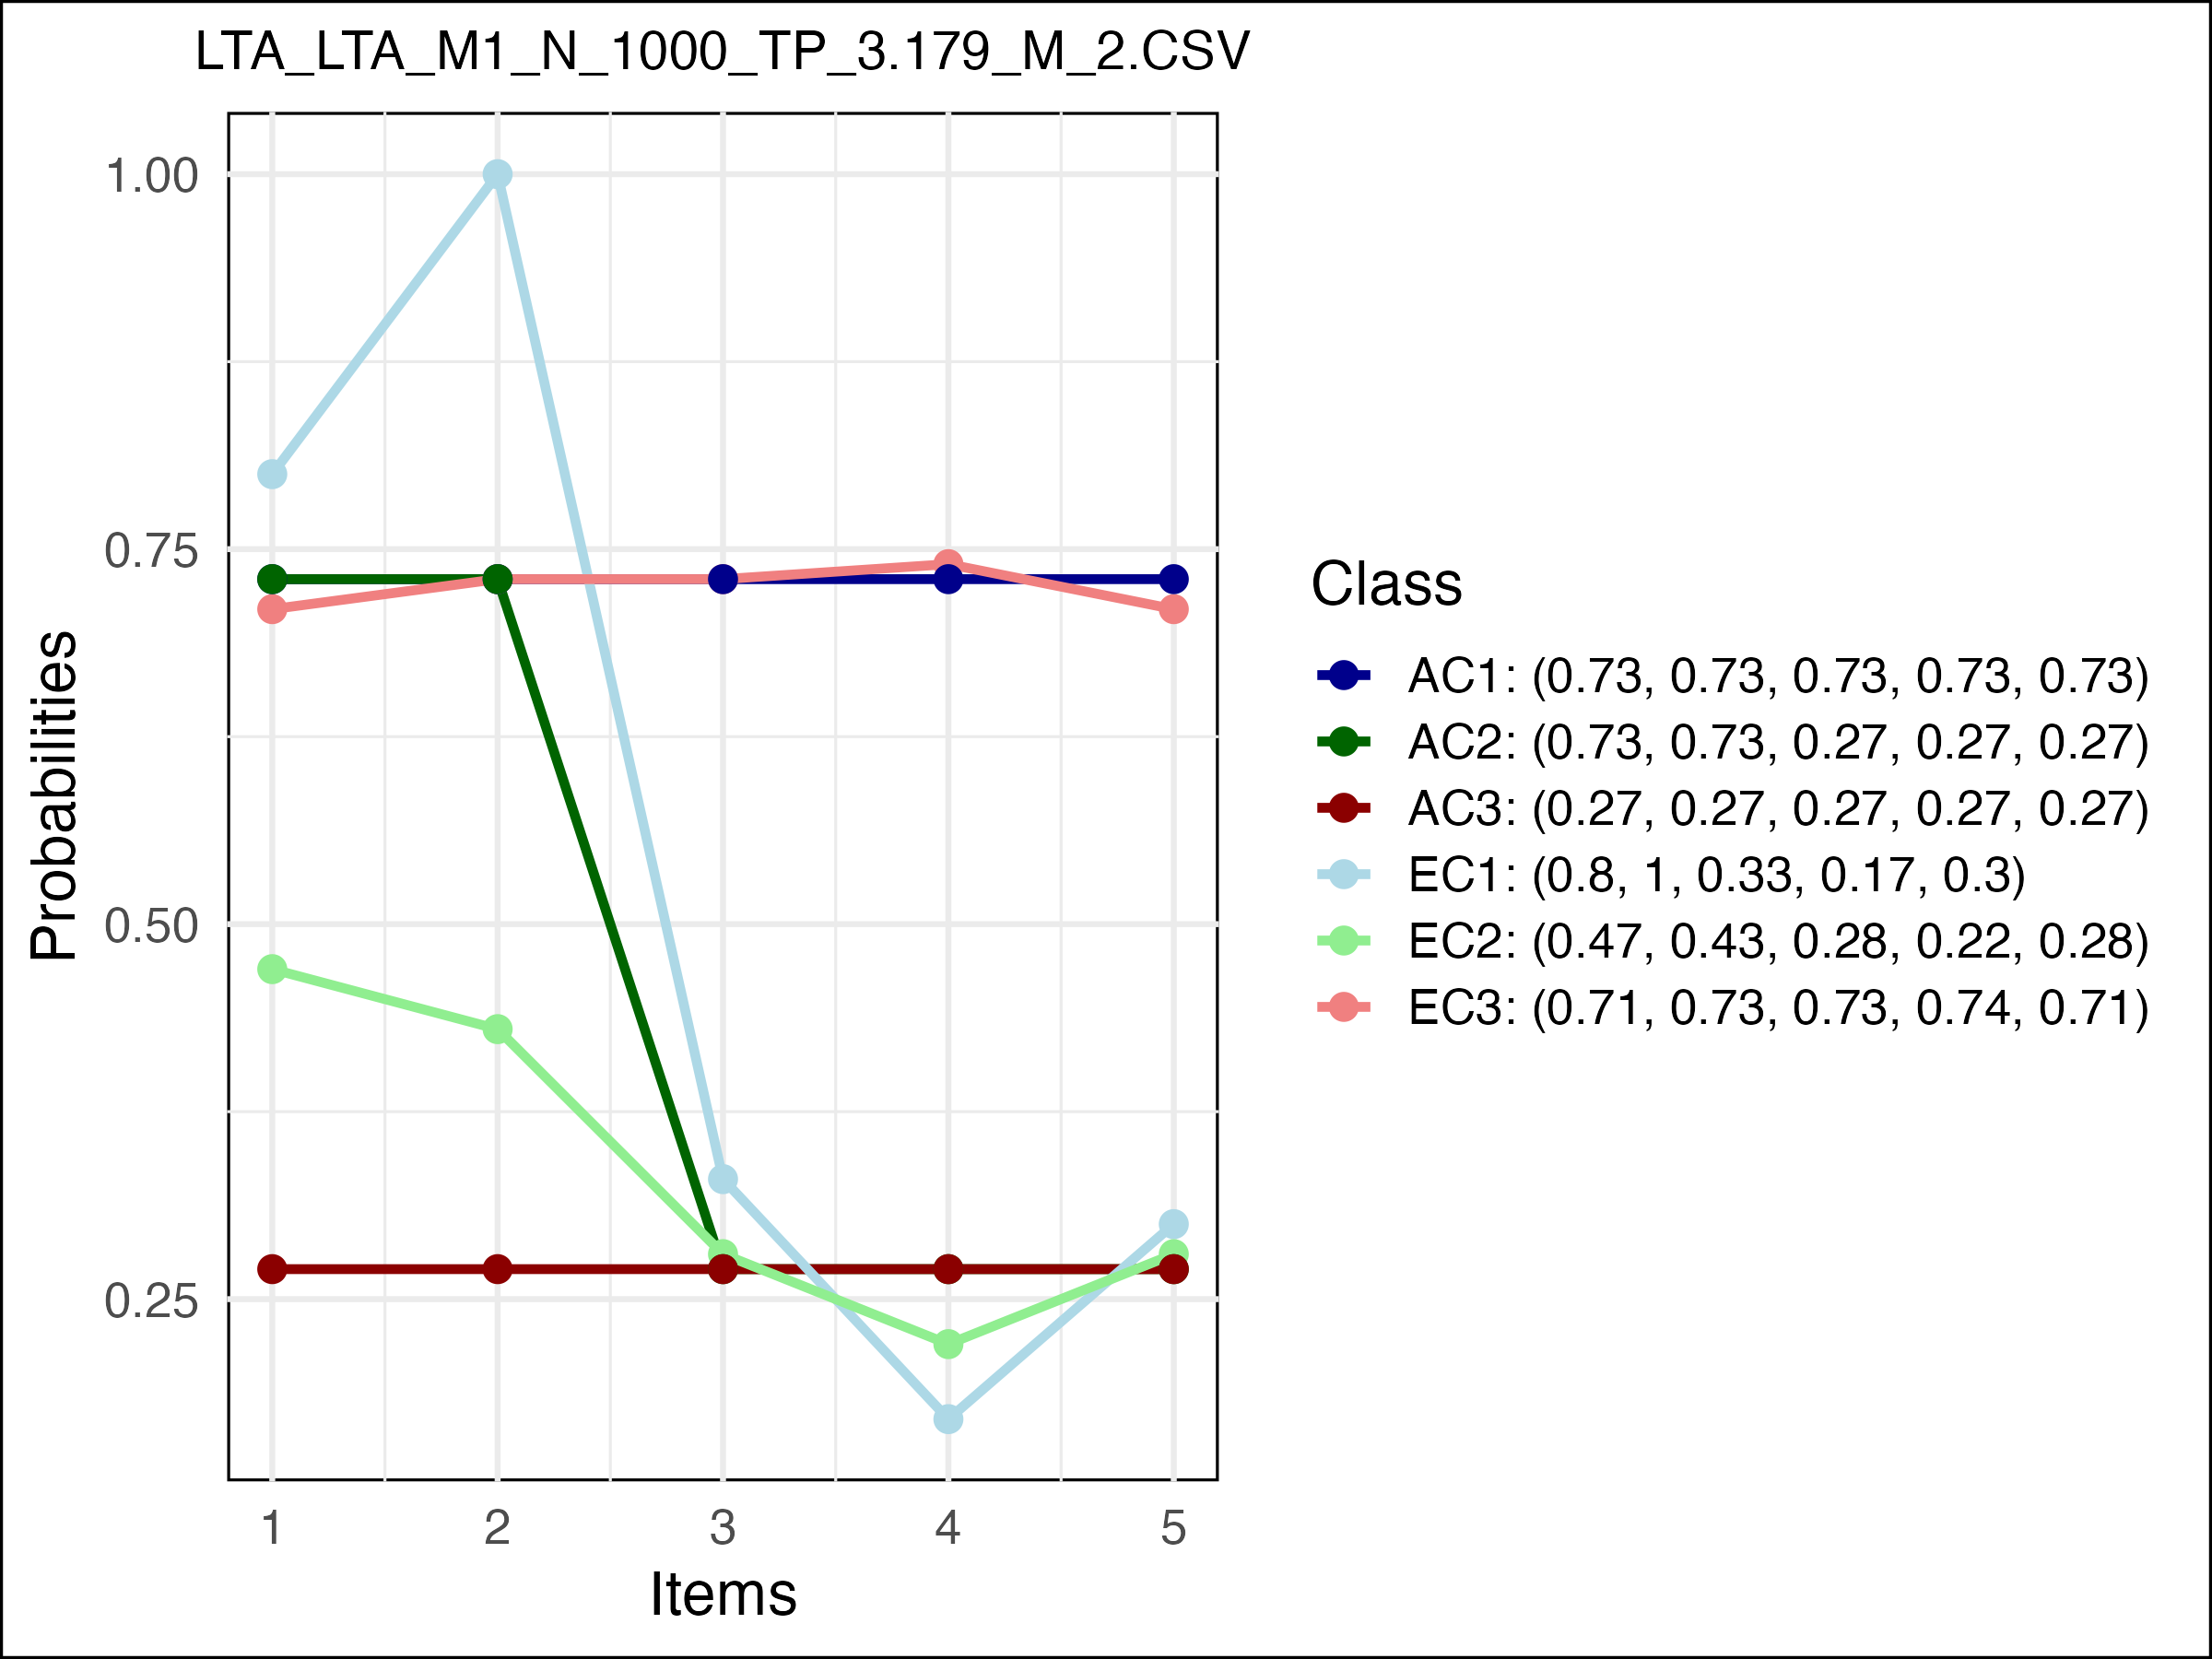 LTA_LTA_M1_N_1000_TP_3.179_M_2.CSV
1.00
0.75
0.50
0.25
Probabilities
1 2 3 4 5
Items
Class
AC1: (0.73, 0.73, 0.73, 0.73, 0.73)
AC2: (0.73, 0.73, 0.27, 0.27, 0.27)
AC3: (0.27, 0.27, 0.27, 0.27, 0.27)
EC1: (0.8, 1, 0.33, 0.17, 0.3)
EC2: (0.47, 0.43, 0.28, 0.22, 0.28)
EC3: (0.71, 0.73, 0.73, 0.74, 0.71)